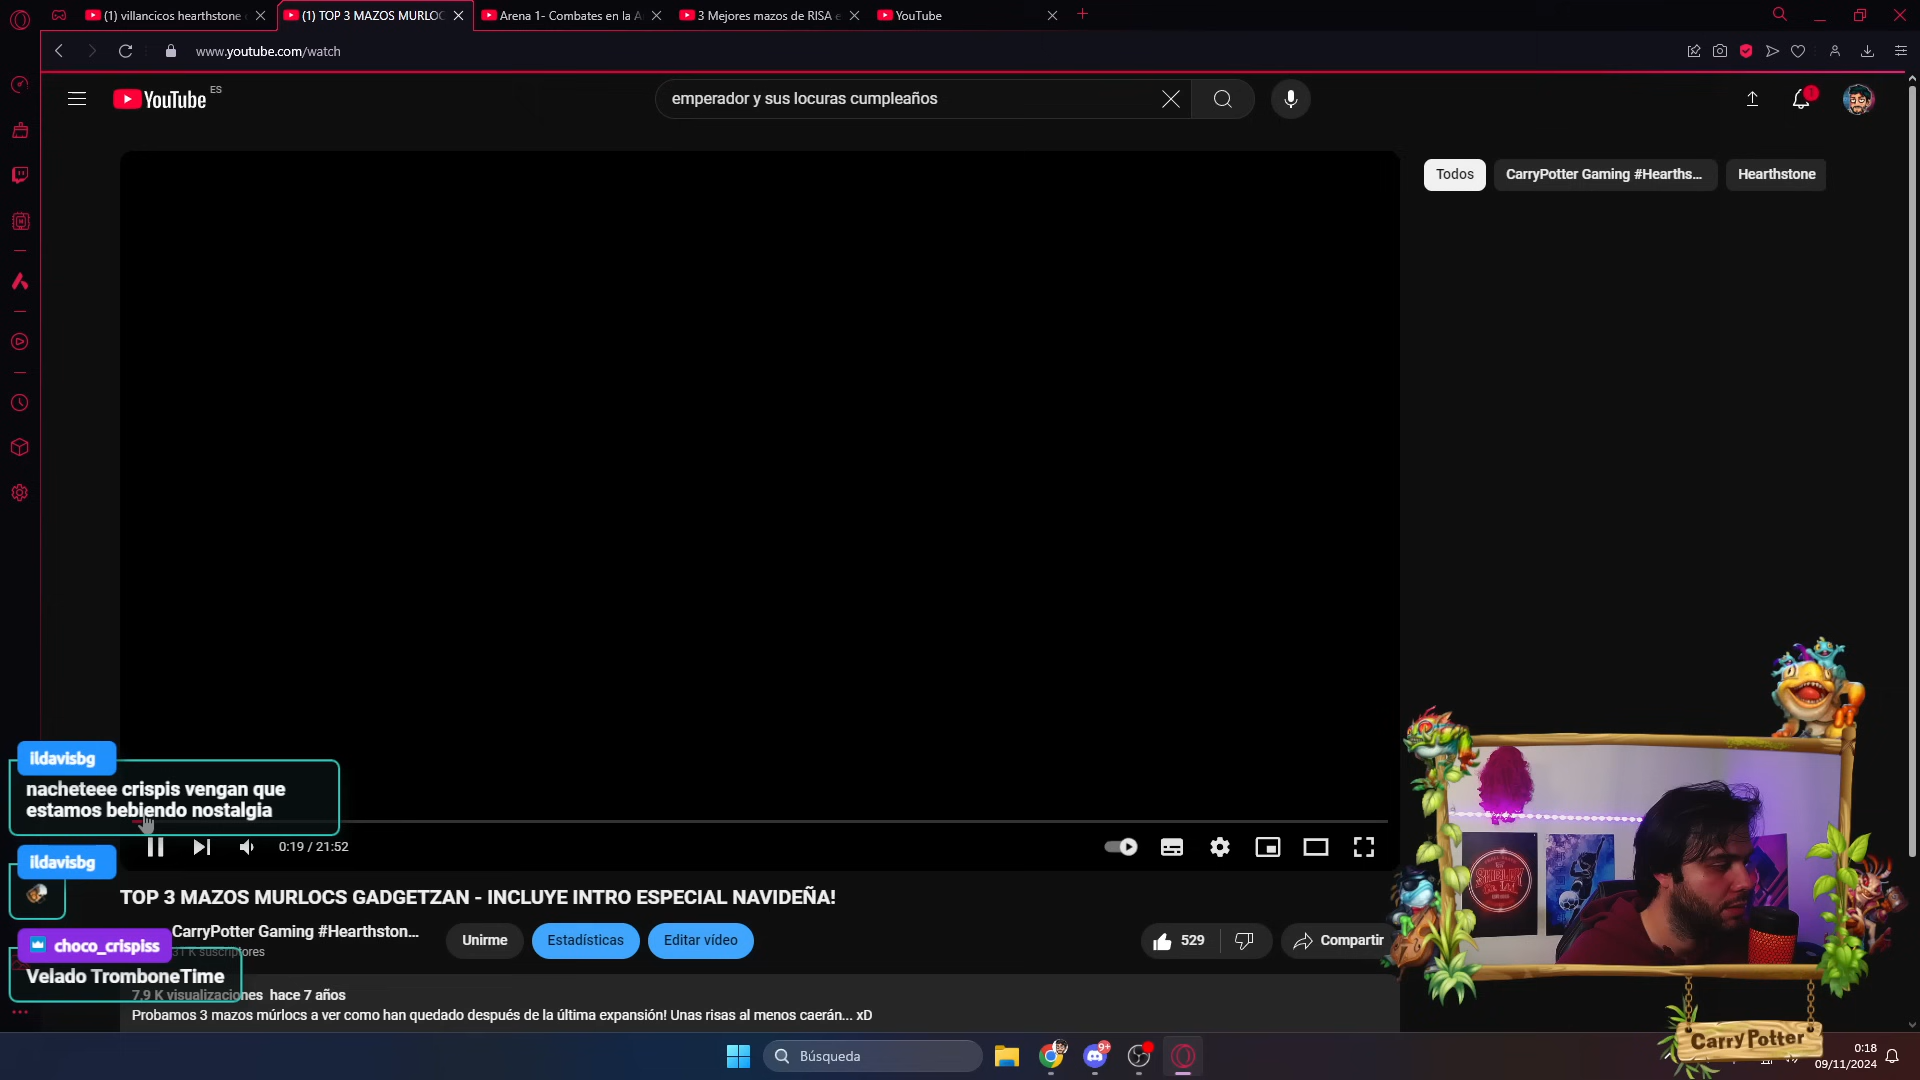 (1) villancicos hearthstone
(1) TOP 3 MAZOS MURLOC
Arena 1- Combates en la A
3 Mejores mazos de RISA e
YouTube
www.youtube.com/watch
YouTube
ES
emperador y sus locuras cumpleaños
Todos
CarryPotter Gaming #Hearths...
Hearthstone
ildavisbg
nacheteee crispis vengan que
estamos bebiendo nostalgia
0:19 / 21:52
ildavisbg
TOP 3 MAZOS MURLOCS GADGETZAN - INCLUYE INTRO ESPECIAL NAVIDEÑA!
choco_crispiss
Velado TromboneTime
CarryPotter Gaming #Hearthston...
31 K suscriptores
Unirme
Estadísticas
Editar vídeo
529
Compartir
7,9 K visualizaciones hace 7 años
Probamos 3 mazos múrlocs a ver como han quedado después de la última expansión! Unas risas al menos caerán... xD
CarryPotter
Búsqueda
9+
0:18
09/11/2024